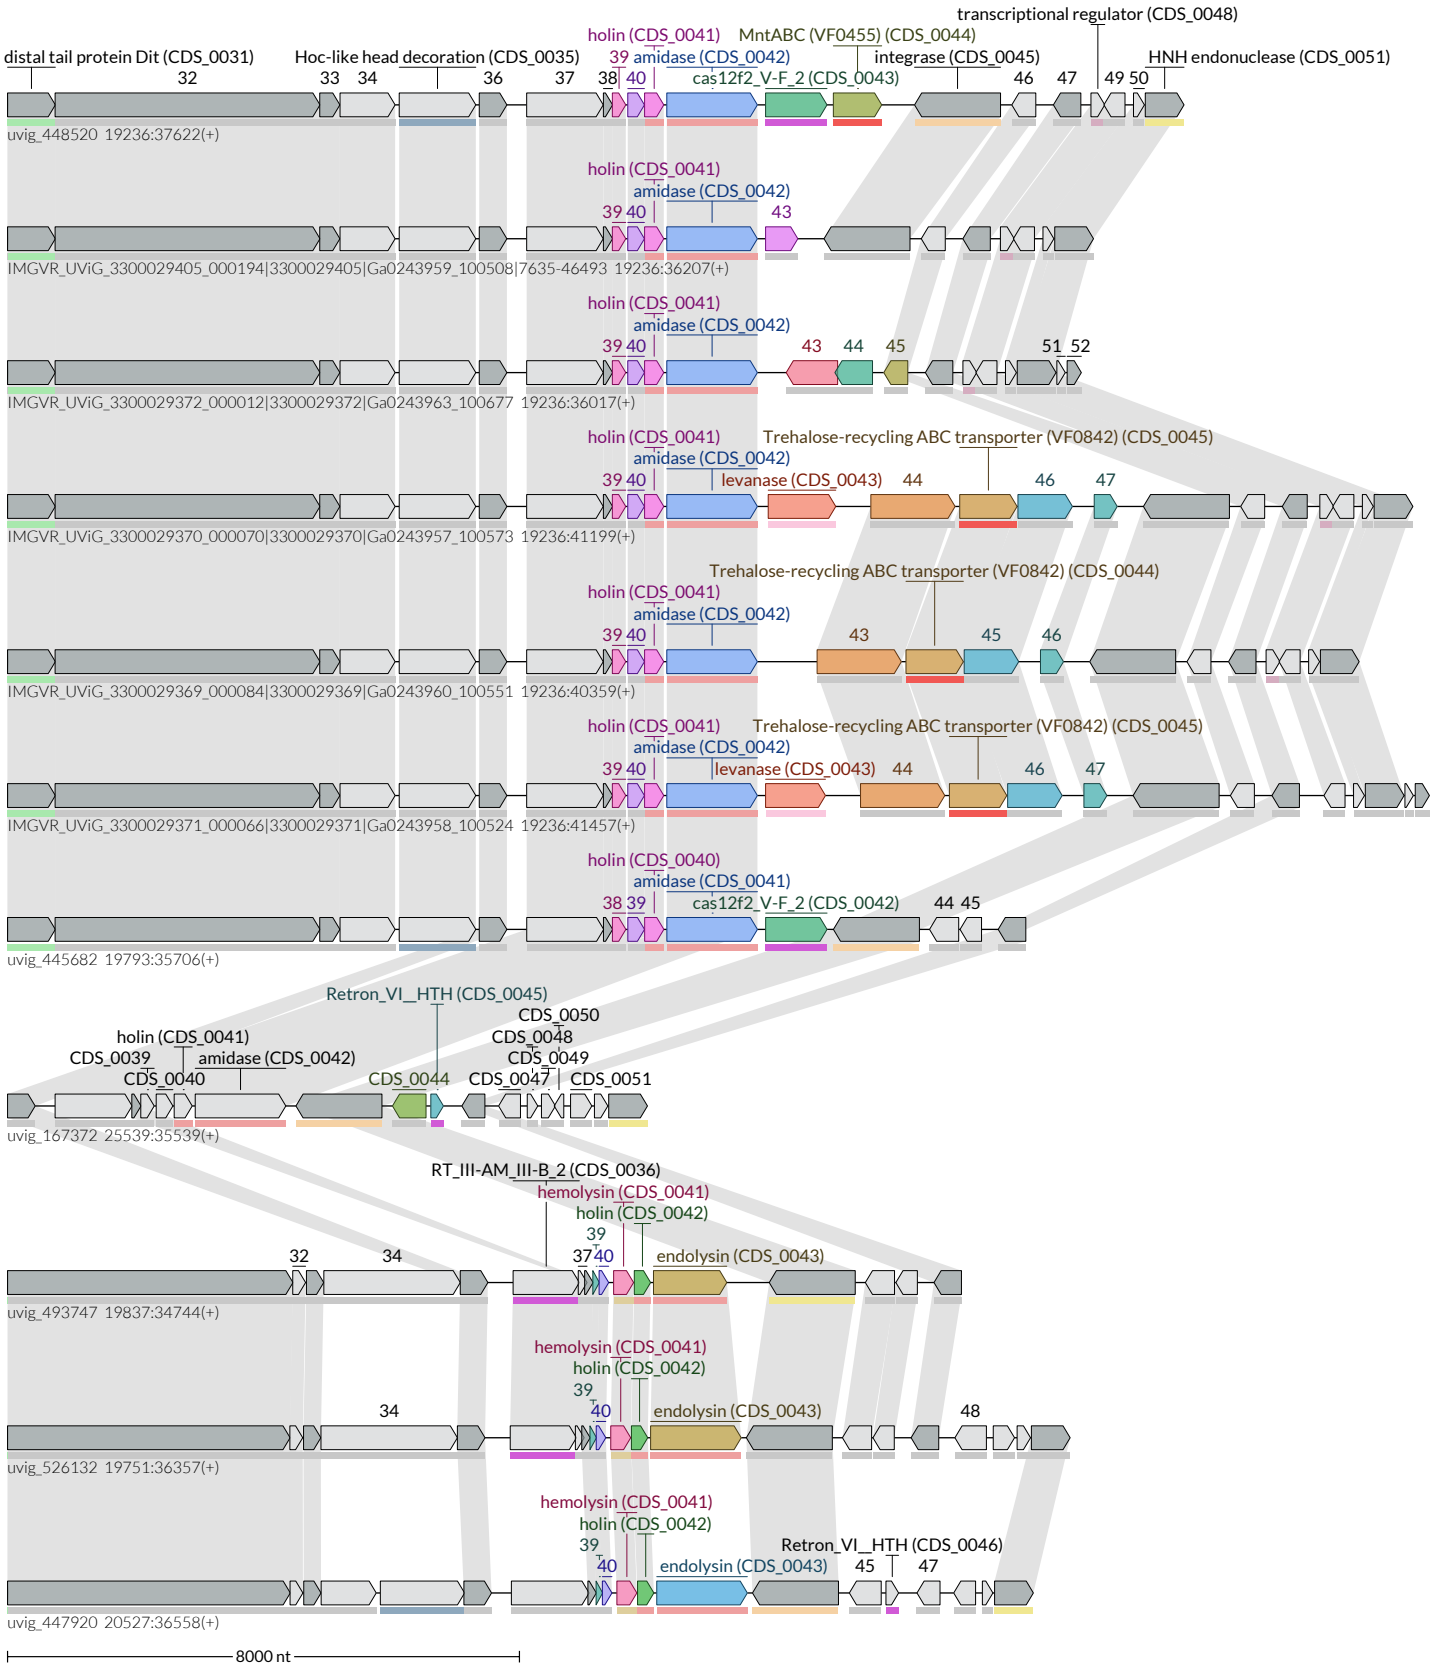 transcriptional regulator (CDS_0048)
holin (CDS_0041) MntABC (VF0455) (CDS_0044)
distal tail protein Dit (CDS_0031) Hoc-like head decoration (CDS_0035) 39 amidase (CDS_0042) integrase (CDS_0045) HNH endonuclease (CDS_0051)
32 33 34 36 37 38 40 cas12f2_V-F_2 (CDS_0043) 46 47 49 50
uvig_448520 19236:37622(+)
holin (CDS_0041)
amidase (CDS_0042)
39 40 43
IMGVR_UViG_3300029405_000194|3300029405|Ga0243959_100508|7635-46493 19236:36207(+)
holin (CDS_0041)
amidase (CDS_0042)
39 40 43 44 45 51 52
IMGVR_UViG_3300029372_000012|3300029372|Ga0243963_100677 19236:36017(+)
holin (CDS_0041) Trehalose-recycling ABC transporter (VF0842) (CDS_0045)
amidase (CDS_0042)
39 40 levanase (CDS_0043) 44 46 47
IMGVR_UViG_3300029370_000070|3300029370|Ga0243957_100573 19236:41199(+)
Trehalose-recycling ABC transporter (VF0842) (CDS_0044)
holin (CDS_0041)
amidase (CDS_0042)
39 40 43 45 46
IMGVR_UViG_3300029369_000084|3300029369|Ga0243960_100551 19236:40359(+)
holin (CDS_0041) Trehalose-recycling ABC transporter (VF0842) (CDS_0045)
amidase (CDS_0042)
39 40 levanase (CDS_0043) 44 46 47
IMGVR_UViG_3300029371_000066|3300029371|Ga0243958_100524 19236:41457(+)
holin (CDS_0040)
amidase (CDS_0041)
38 39 cas12f2_V-F_2 (CDS_0042) 44 45
uvig_445682 19793:35706(+)
Retron_VI__HTH (CDS_0045)
CDS_0050
holin (CDS_0041) CDS_0048
CDS_0039 amidase (CDS_0042) CDS_0049
CDS_0040 CDS_0044 CDS_0047 CDS_0051
uvig_167372 25539:35539(+)
RT_III-AM_III-B_2 (CDS_0036)
hemolysin (CDS_0041)
holin (CDS_0042)
39
32 34 37 40 endolysin (CDS_0043)
uvig_493747 19837:34744(+)
hemolysin (CDS_0041)
holin (CDS_0042)
39
34 40 endolysin (CDS_0043) 48
uvig_526132 19751:36357(+)
hemolysin (CDS_0041)
holin (CDS_0042)
39 Retron_VI__HTH (CDS_0046)
40 endolysin (CDS_0043) 45 47
uvig_447920 20527:36558(+)
8000 nt